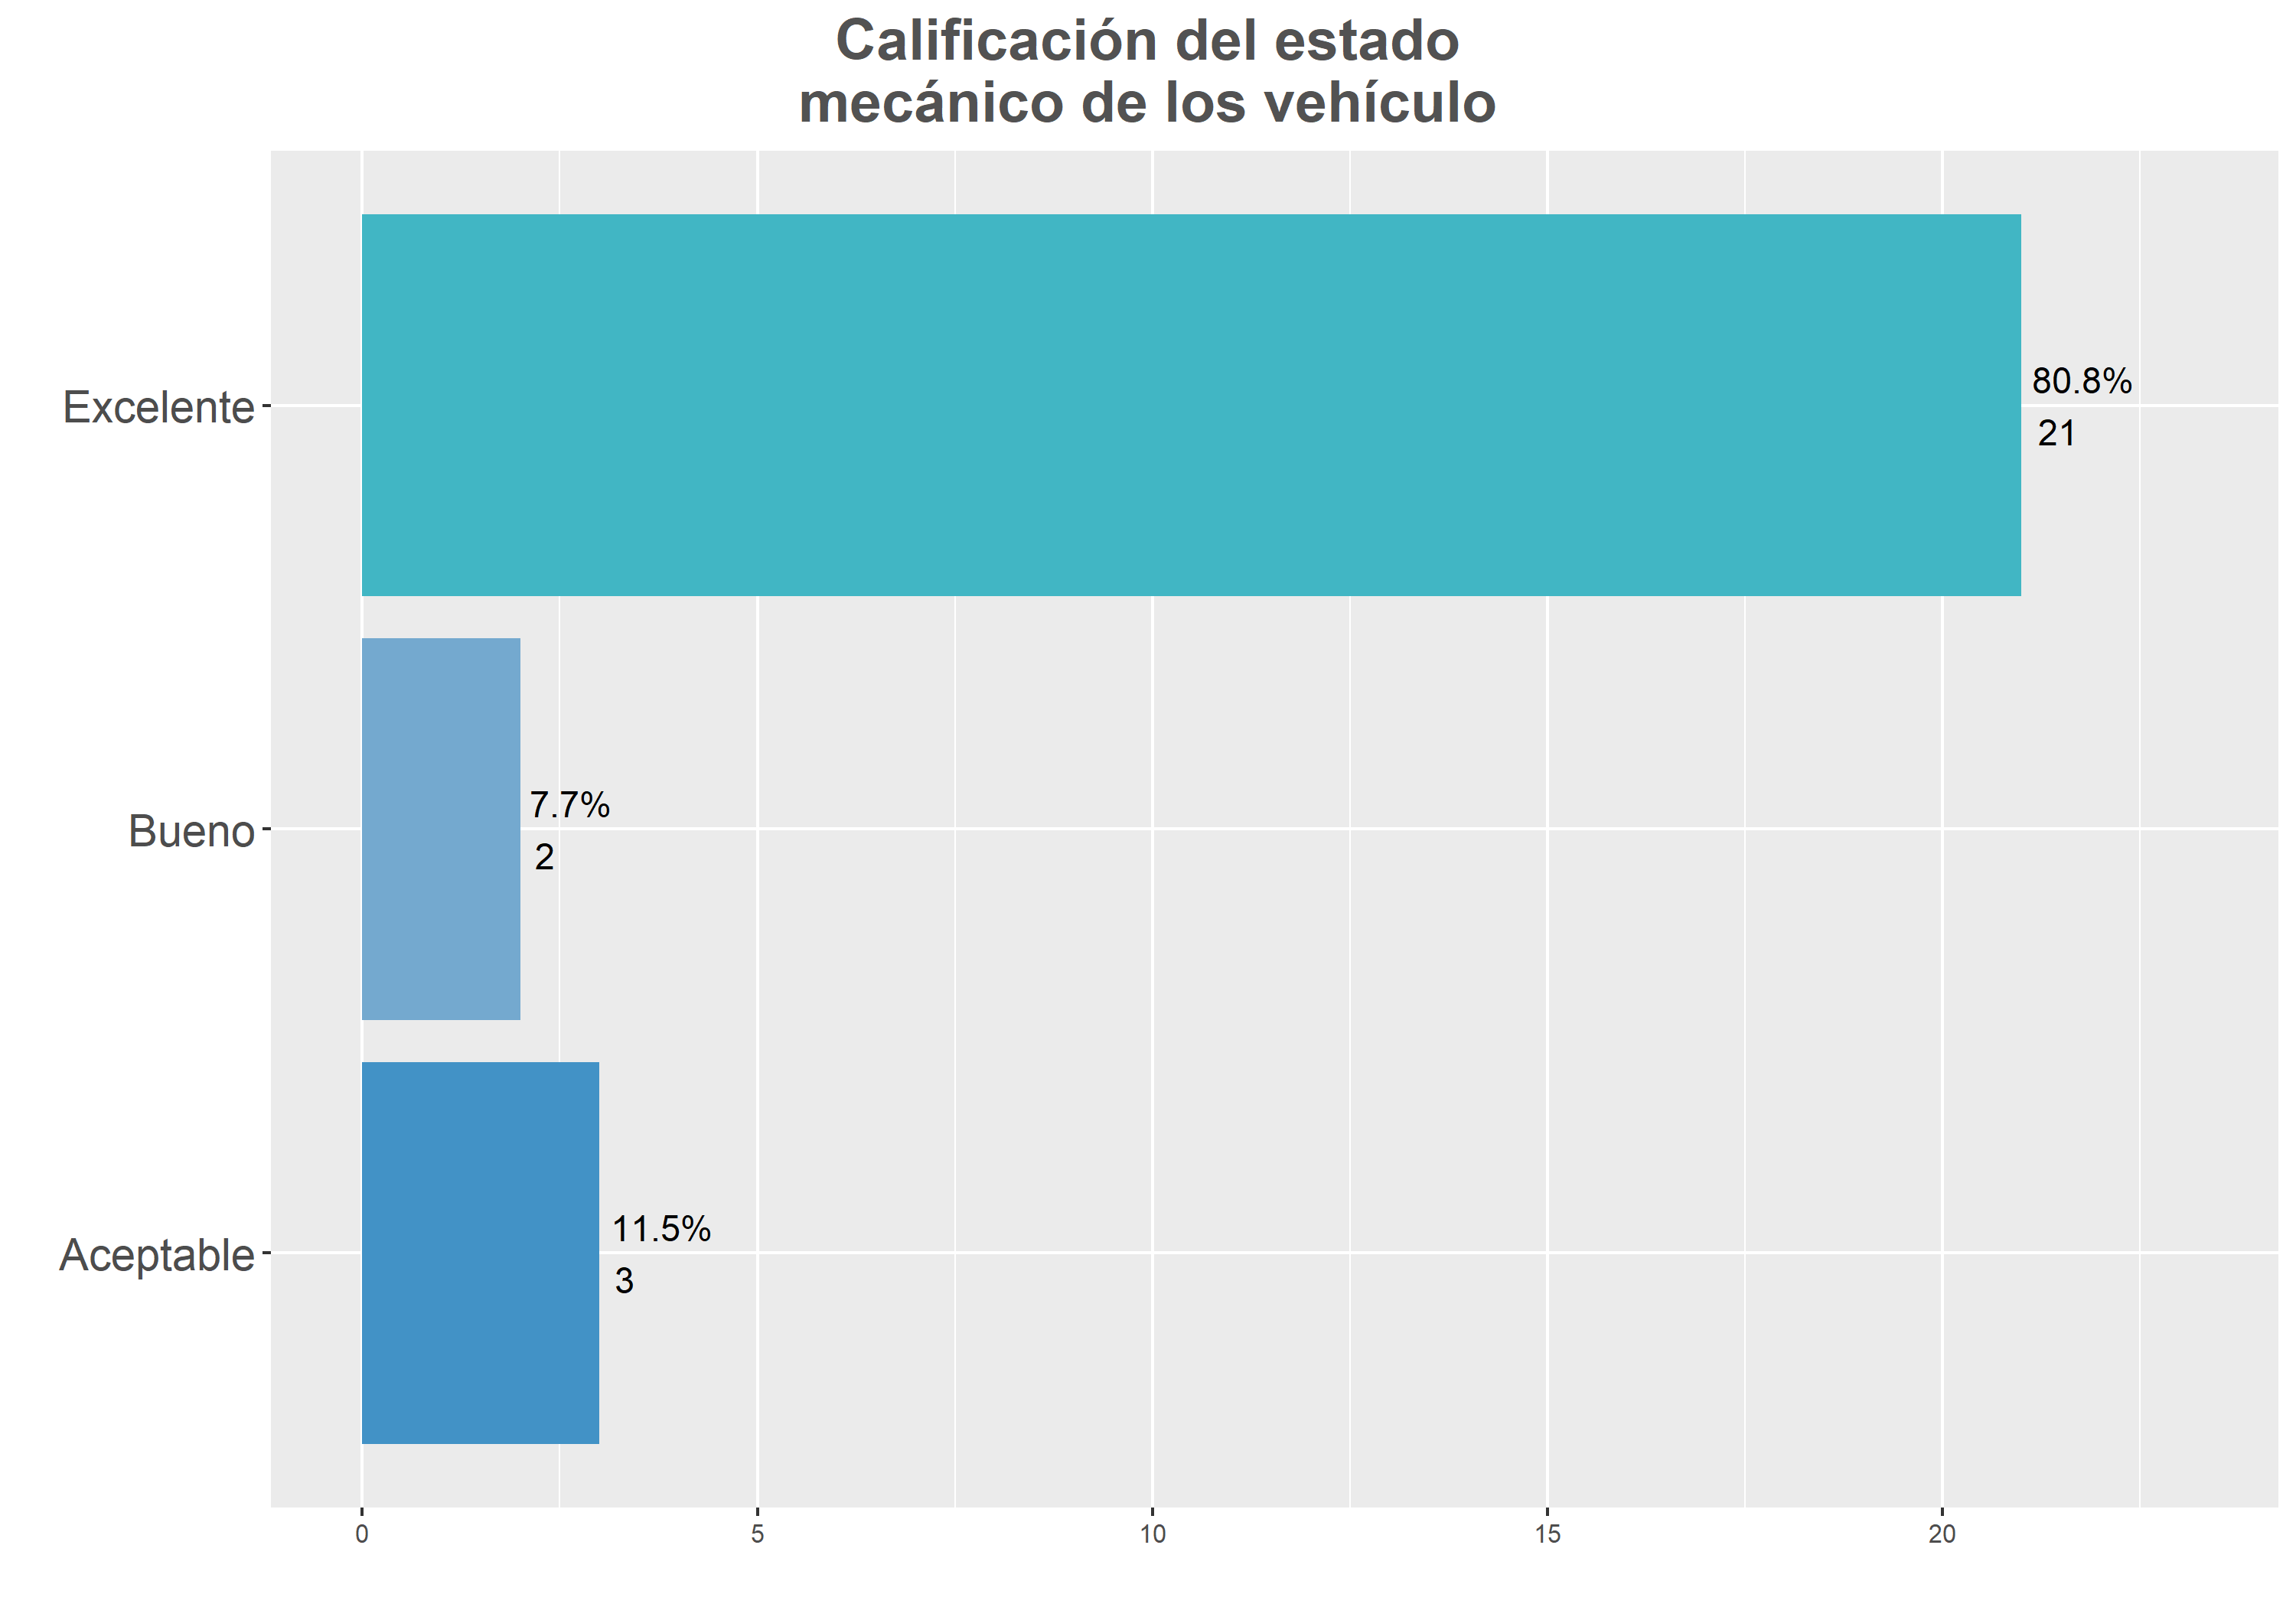 Calificación del estado
mecánico de los vehículo
Excelente
80.8%
21
Bueno
7.7%
2
Aceptable
11.5%
3
0 5 10 15 20